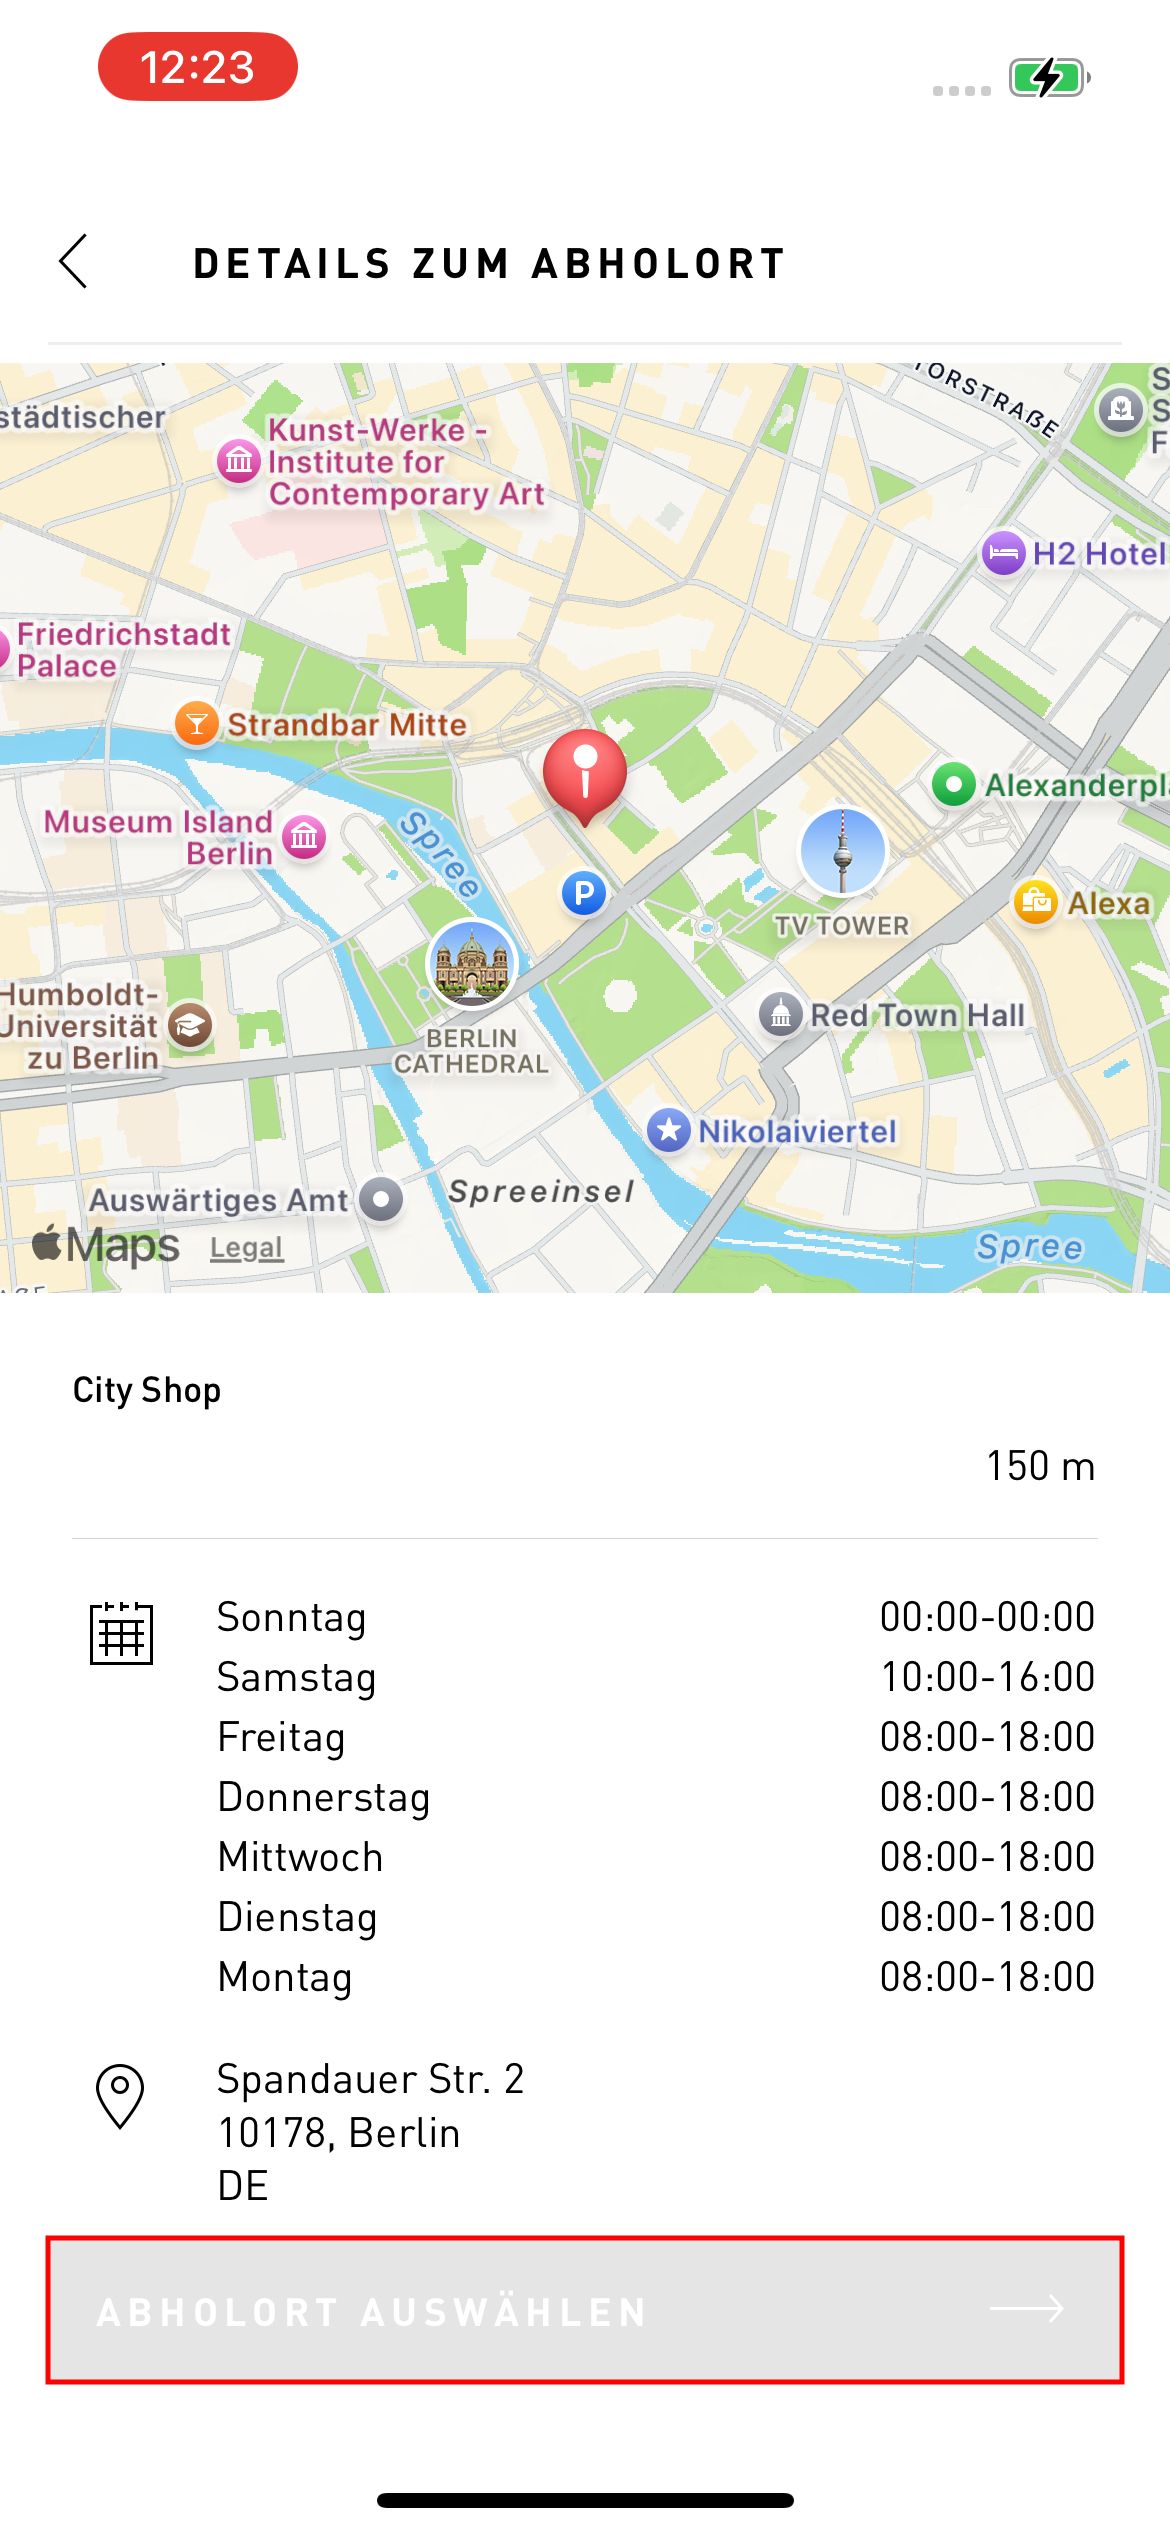 12:23
DETAILS ZUM ABHOLORT
TORSTRAßE
städtischer
Kunst-Werke -
Institute for
Contemporary Art
H2 Hotel
Friedrichstadt
Palace
Strandbar Mitte
Alexanderpl
Museum Island
Berlin
Spree
P
TV TOWER
Alexa
Humboldt-
Universität
zu Berlin
BERLIN
CATHEDRAL
Red Town Hall
Nikolaiviertel
Auswärtiges Amt
Spreeinsel
Maps
Legal
Spree
City Shop
150 m
Sonntag 00:00-00:00
Samstag 10:00-16:00
Freitag 08:00-18:00
Donnerstag 08:00-18:00
Mittwoch 08:00-18:00
Dienstag 08:00-18:00
Montag 08:00-18:00
Spandauer Str. 2
10178, Berlin
DE
ABHOLORT AUSWÄHLEN